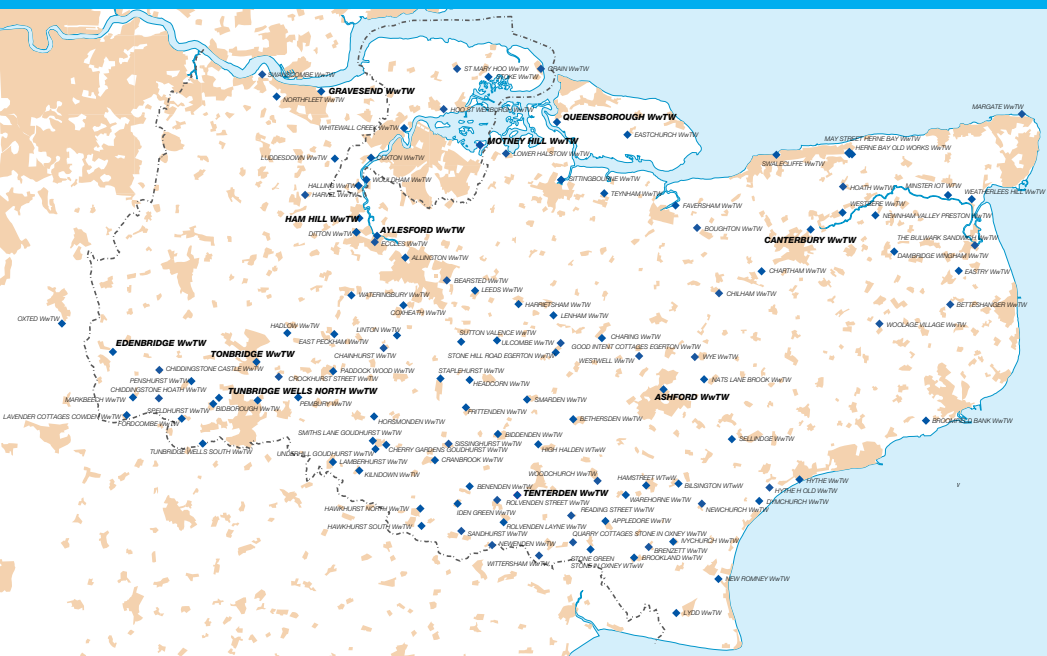 ST MARY HOO WwTW
GRAIN WwTW
SWANSCOMBE WwTW
STOKE WwTW
GRAVESEND WwTW
NORTHFLEET WwTW
MARGATE WwTW
HOO ST WERBURGH WwTW
QUEENSBOROUGH WwTW
WHITEWALL CREEK WwTW
EASTCHURCH WwTW
MOTNEY HILL WwTW
MAY STREET HERNE BAY WwTW
HERNE BAY OLD WORKS WwTW
LOWER HALSTOW WwTW
LUDDESDOWN WwTW
CUXTON WwTW
SWALECLIFFE WwTW
WOULDHAM WwTW
SITTINGBOURNE WwTW
HALLING WwTW
HOATH WwTW
MINSTER IOT WTW
HARVEL WwTW
TEYNHAM WwTW
WEATHERLEES HILL WwTW
FAVERSHAM WwTW
WESTBERE WwTW
NEWNHAM VALLEY PRESTON WwTW
HAM HILL WwTW
DITTON WwTW
AYLESFORD WwTW
BOUGHTON WwTW
CANTERBURY WwTW
THE BULWARK SANDWICH WwTW
ECCLES WwTW
ALLINGTON WwTW
DAMBRIDGE WINGHAM WwTW
CHARTHAM WwTW
EASTRY WwTW
BEARSTED WwTW
LEEDS WwTW
WATERINGBURY WwTW
CHILHAM WwTW
HARRIETSHAM WwTW
BETTESHANGER WwTW
COXHEATH WwTW
LENHAM WwTW
OXTED WwTW
HADLOW WwTW
LINTON WwTW
SUTTON VALENCE WwTW
WOOLAGE VILLAGE WwTW
EDENBRIDGE WwTW
EAST PECKHAM WwTW
ULCOMBE WwTW
CHARING WwTW
GOOD INTENT COTTAGES EGERTON WwTW
TONBRIDGE WwTW
CHAINHURST WwTW
STONE HILL ROAD EGERTON WwTW
WESTWELL WwTW
WYE WwTW
CHIDDINGSTONE CASTLE WwTW
PADDOCK WOOD WwTW
STAPLEHURST WwTW
PENSHURST WwTW
CROCKHURST STREET WwTW
HEADCORN WwTW
NATS LANE BROOK WwTW
CHIDDINGSTONE HOATH WwTW
TUNBRIDGE WELLS NORTH WwTW
MARKBEECH WwTW
SMARDEN WwTW
ASHFORD WwTW
PEMBURY WwTW
SPELDHURST WwTW
BIDBOROUGH WwTW
FRITTENDEN WwTW
LAVENDER COTTAGES COWDEN WwTW
BETHERSDEN WwTW
BROOMFIELD BANK WwTW
FORDCOMBE WwTW
HORSMONDEN WwTW
SMITHS LANE GOUDHURST WwTW
BIDDENDEN WwTW
SELLINDGE WwTW
TUNBRIDGE WELLS SOUTH WwTW
SISSINGHURST WwTW
UNDERHILL GOUDHURST WwTW
CHERRY GARDENS GOUDHURST WwTW
HIGH HALDEN WTwW
LAMBERHURST WwTW
CRANBROOK WwTW
KILNDOWN WwTW
WOODCHURCH WwTW
HAMSTREET WTwW
HYTHE WwTW
BENENDEN WwTW
BILSINGTON WTwW
v
HYTHE H OLD WwTW
TENTERDEN WwTW
WAREHORNE WwTW
ROLVENDEN STREET WwTW
DYMCHURCH WwTW
HAWKHURST NORTH WwTW
IDEN GREEN WwTW
READING STREET WwTW
NEWCHURCH WwTW
HAWKHURST SOUTH WwTW
ROLVENDEN LAYNE WwTW
APPLEDORE WwTW
SANDHURST WwTW
QUARRY COTTAGES STONE IN OXNEY WwTW
NEWENDEN WwTW
IVYCHURCH WwTW
BRENZETT WwTW
WITTERSHAM WwTW
STONE GREEN
STONE IN OXNEY WTwW
BROOKLAND WwTW
NEW ROMNEY WwTW
LYDD WwTW